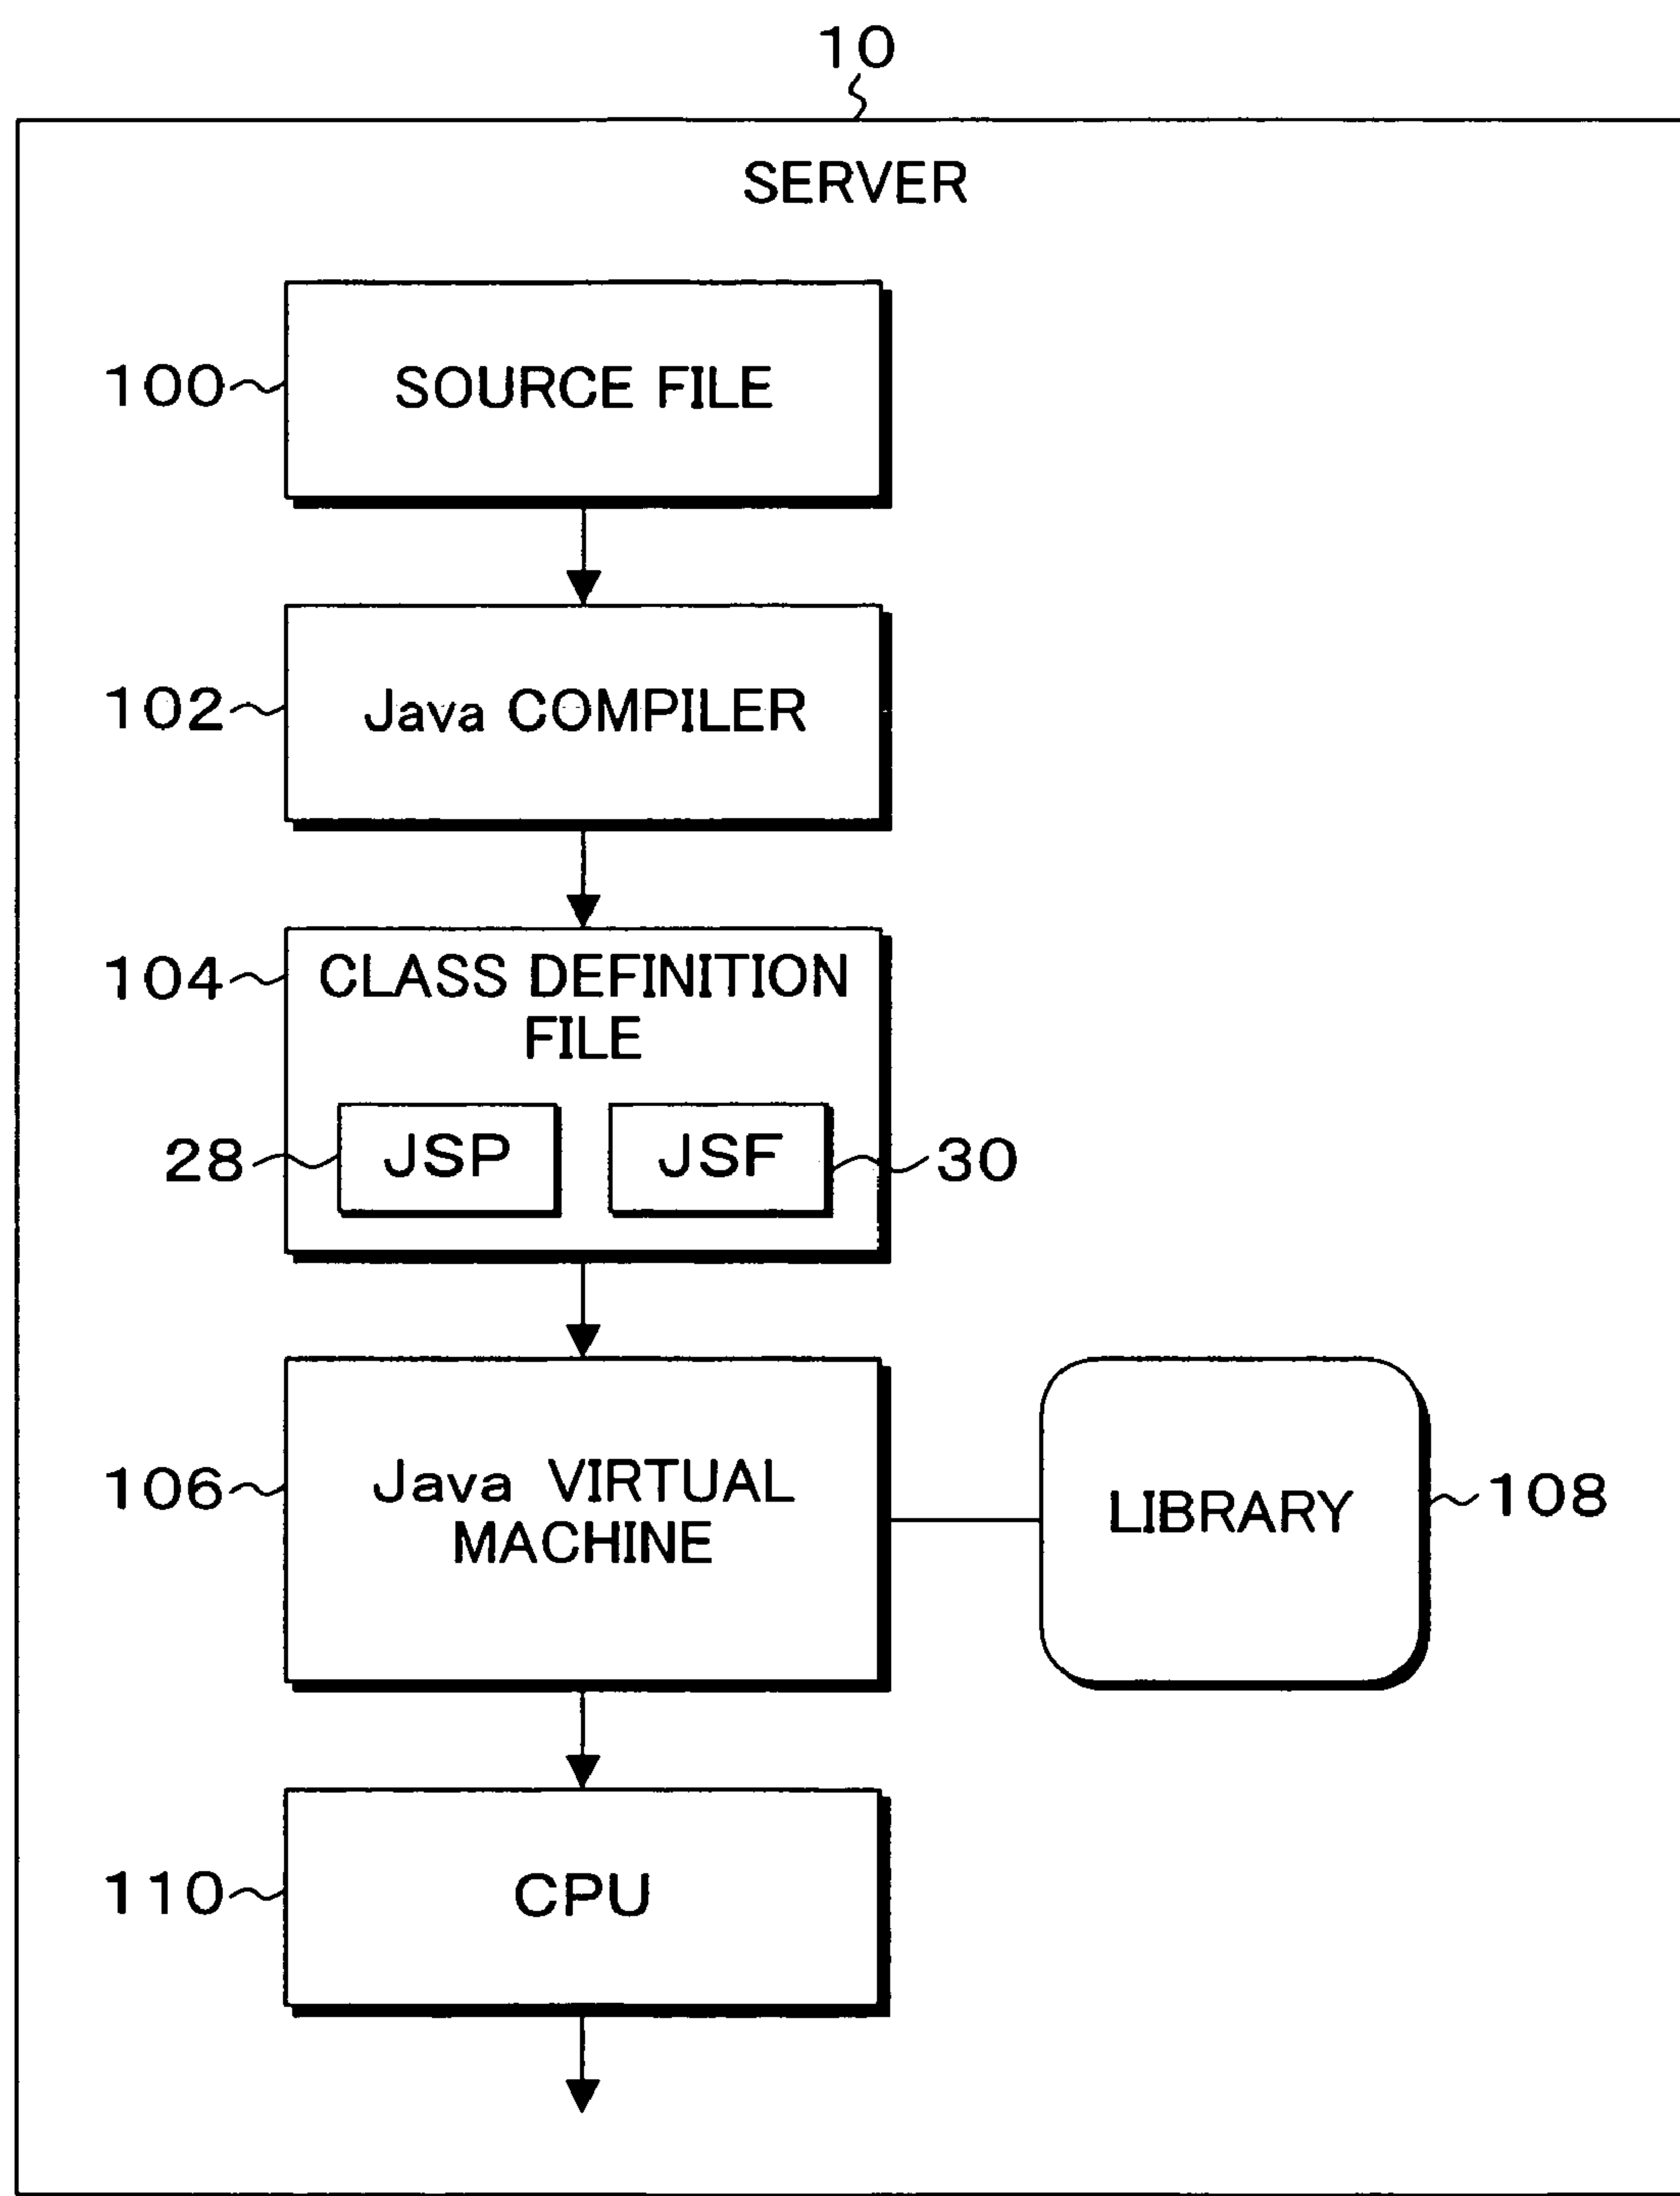 10
SERVER
100
SOURCE FILE
102
Java COMPILER
104
CLASS DEFINITION
FILE
28
JSP
JSF
30
106
Java VIRTUAL
MACHINE
LIBRARY
108
110
CPU